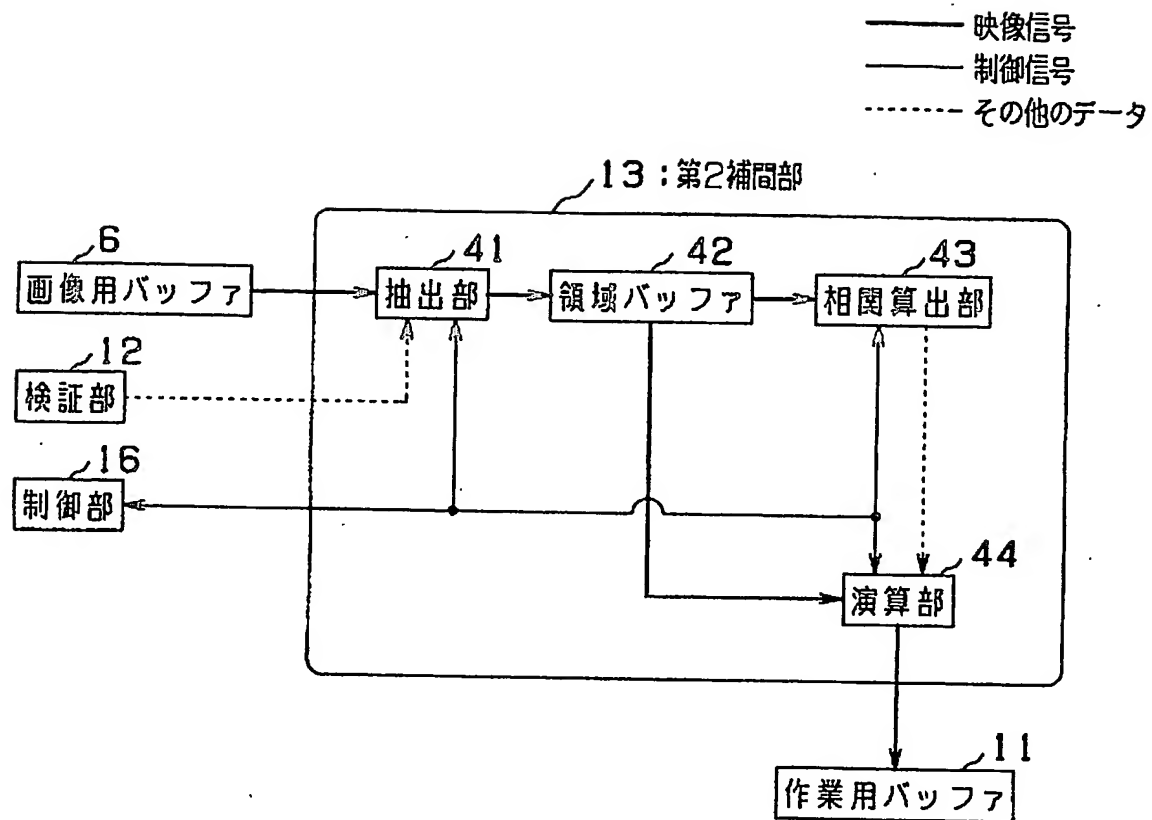 映像信号
制御信号
その他のデータ
13:第2補間部
6
画像用バッファ
41
抽出部
42
領域バッファ
43
相関算出部
12
検証部
16
制御部
44
演算部
11
作業用バッファ